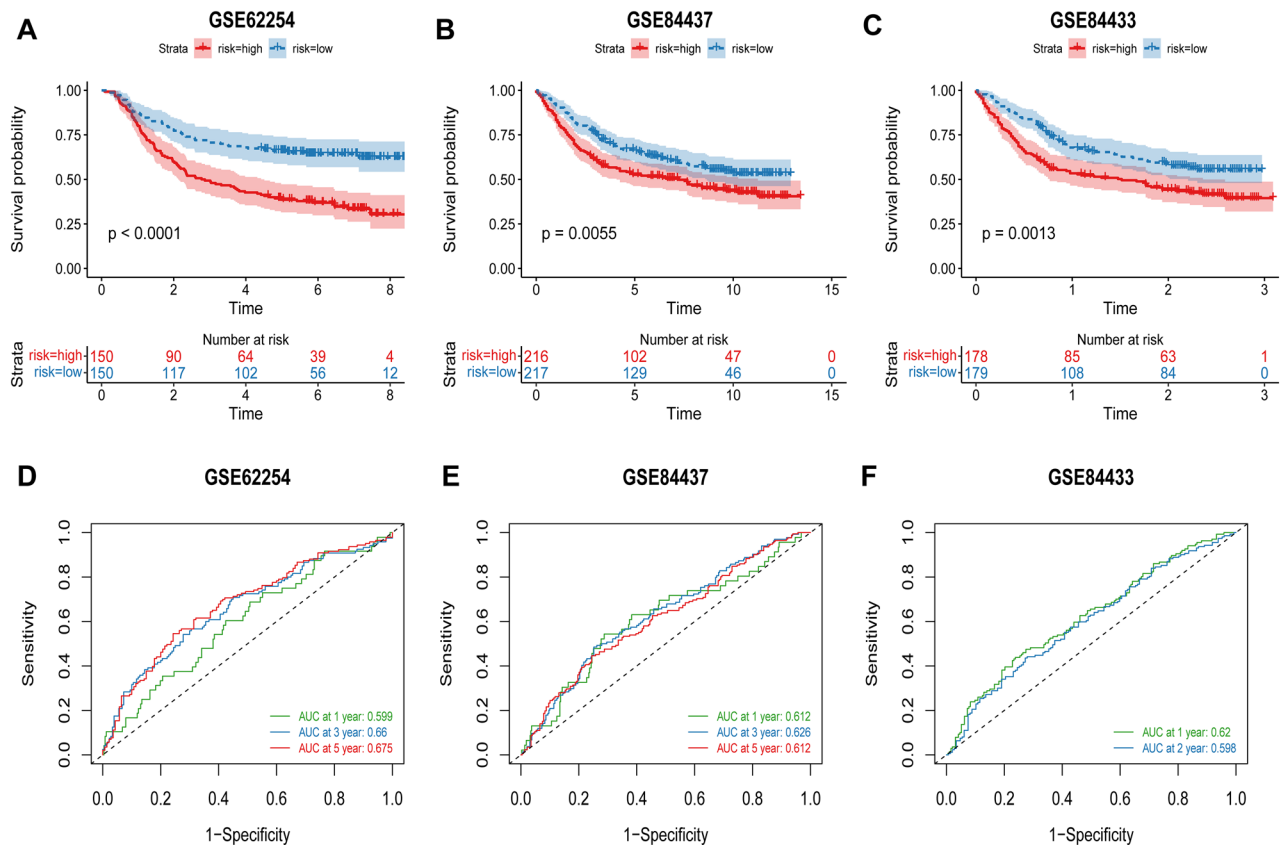 A
GSE62254
Strata risk=high risk=low
Survival probability
1.00
0.75
0.50
0.25
0.00
p < 0.0001
0 2 4 6 8
Time
Number at risk
Strata
risk=high 150 90 64 39 4
risk=low 150 117 102 56 12
0 2 4 6 8
Time
B
GSE84437
Strata risk=high risk=low
Survival probability
1.00
0.75
0.50
0.25
0.00
p = 0.0055
0 5 10 15
Time
Number at risk
Strata
risk=high 216 102 47 0
risk=low 217 129 46 0
0 5 10 15
Time
C
GSE84433
Strata risk=high risk=low
Survival probability
1.00
0.75
0.50
0.25
0.00
p = 0.0013
0 1 2 3
Time
Number at risk
Strata
risk=high 178 85 63 1
risk=low 179 108 84 0
0 1 2 3
Time
D
GSE62254
Sensitivity
1.0
0.8
0.6
0.4
0.2
0.0
AUC at 1 year: 0.599
AUC at 3 year: 0.66
AUC at 5 year: 0.675
0.0 0.2 0.4 0.6 0.8 1.0
1−Specificity
E
GSE84437
Sensitivity
1.0
0.8
0.6
0.4
0.2
0.0
AUC at 1 year: 0.612
AUC at 3 year: 0.626
AUC at 5 year: 0.612
0.0 0.2 0.4 0.6 0.8 1.0
1−Specificity
F
GSE84433
Sensitivity
1.0
0.8
0.6
0.4
0.2
0.0
AUC at 1 year: 0.62
AUC at 2 year: 0.598
0.0 0.2 0.4 0.6 0.8 1.0
1−Specificity